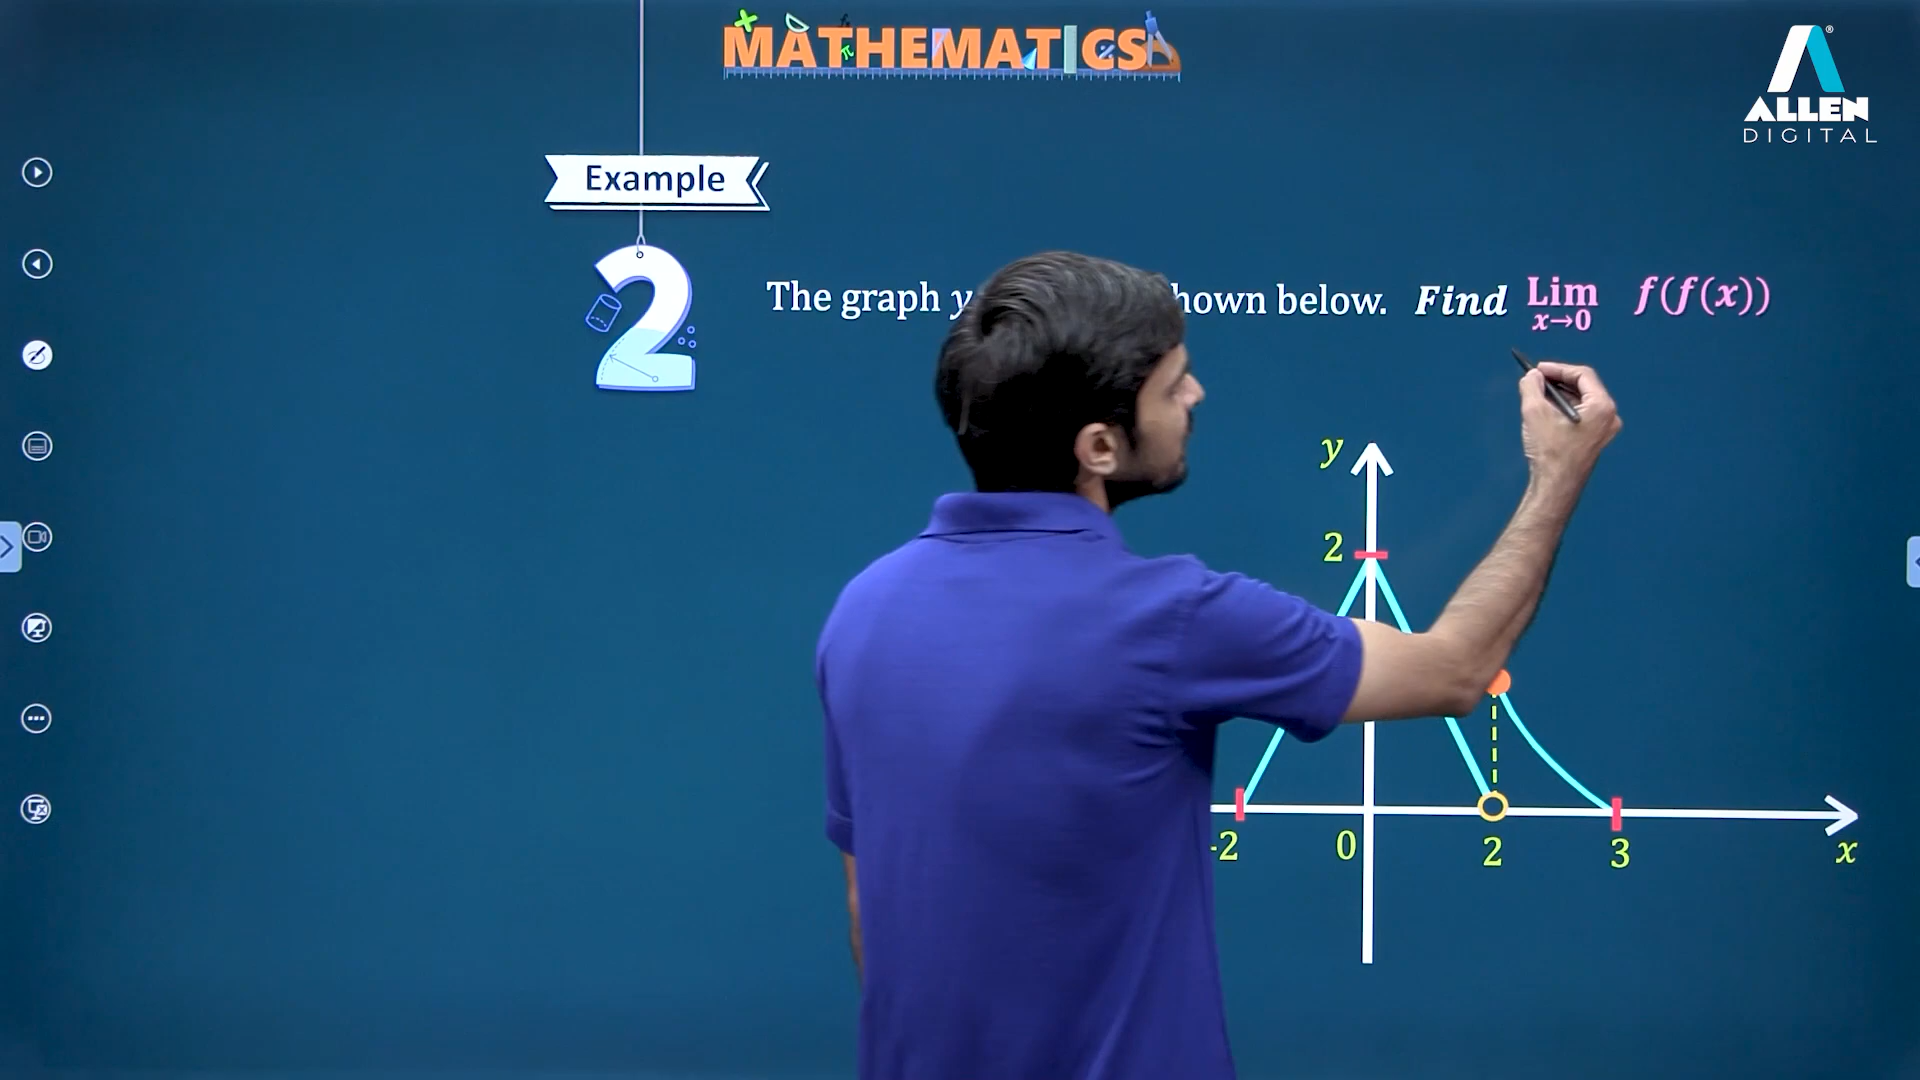 MATHEMATICS
ALLEN
DIGITAL
Example
2
The graph y hown below. Find Lim x→0 f(f(x))
y
2
-2 0 2 3 x